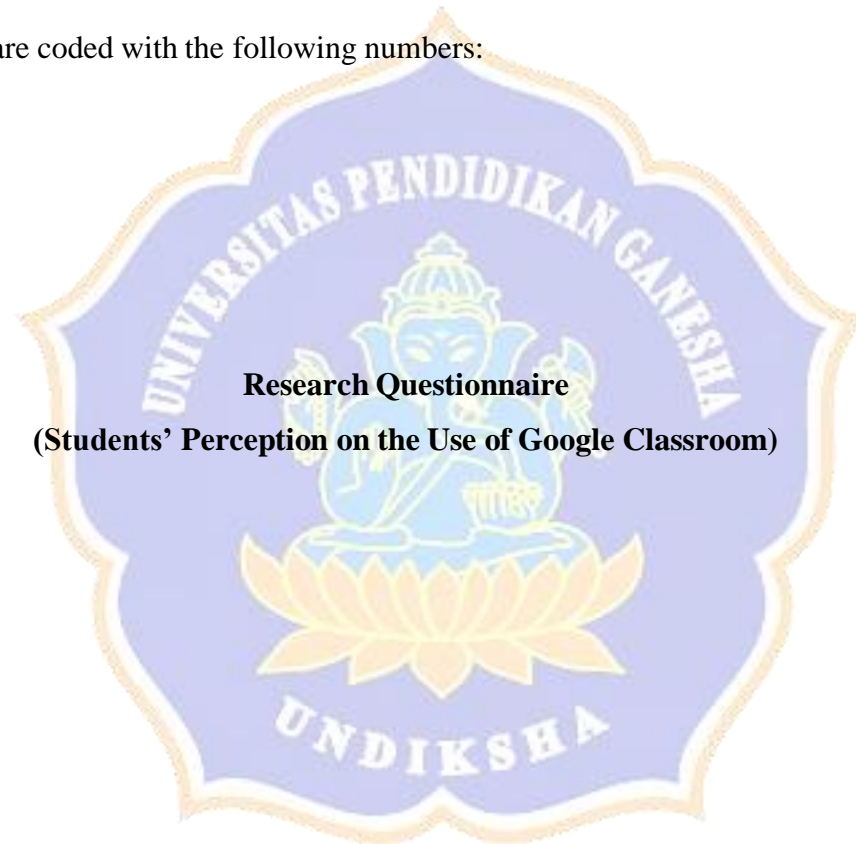 are coded with the following numbers:
UNIVERSITAS PENDIDIKAN GANESHA
Research Questionnaire
(Students’ Perception on the Use of Google Classroom)
UNDIKSHA